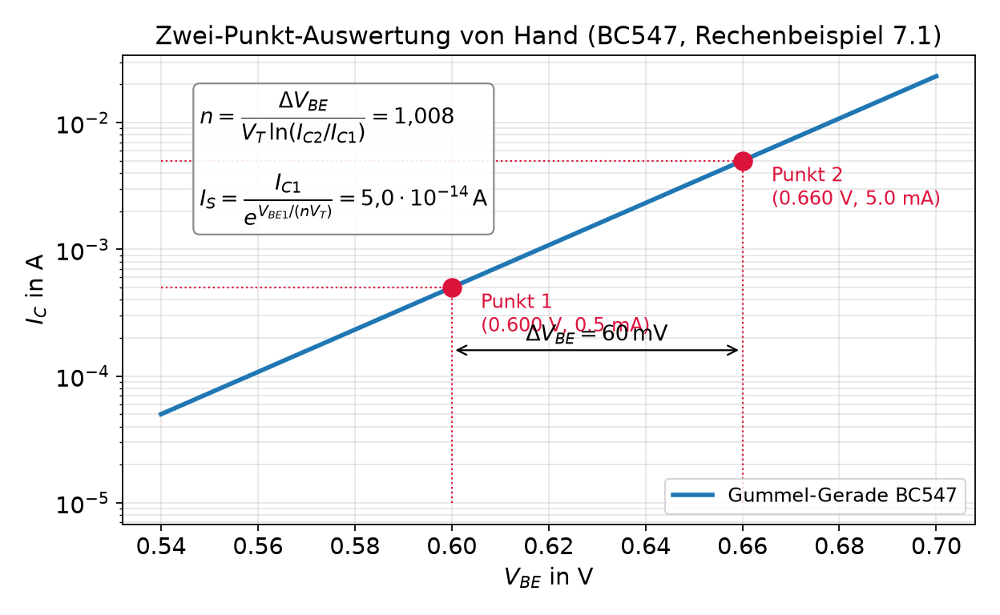 Zwei-Punkt-Auswertung von Hand (BC547, Rechenbeispiel 7.1)
n = ΔV_BE / (V_T ln(I_C2/I_C1)) = 1,008
I_S = I_C1 / e^(V_BE1/(nV_T)) = 5,0 · 10⁻¹⁴ A
Punkt 2
(0.660 V, 5.0 mA)
Punkt 1
(0.600 V, 0.5 mA)
ΔV_BE = 60 mV
Gummel-Gerade BC547
I_C in A
10⁻²
10⁻³
10⁻⁴
10⁻⁵
0.54 0.56 0.58 0.60 0.62 0.64 0.66 0.68 0.70
V_BE in V